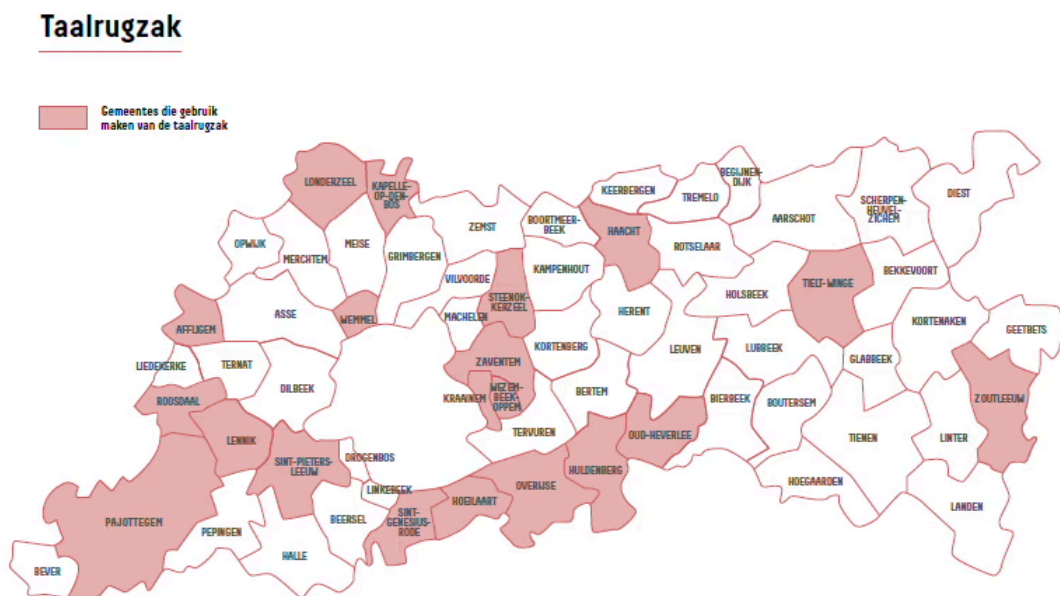 Taalrugzak
Gemeentes die gebruik
maken van de taalrugzak
LONDERZEEL
KAPELLE-
OP-DEN-
BOS
KEERBERGEN
TREMELO
BEGIJNEN-
DIJK
AARSCHOT
SCHERPEN-
HEUVEL-
ZICHEM
DIEST
OPWIJK
MERCHTEM
MEISE
GRIMBERGEN
ZEMST
BOORTMEER-
BEEK
HAACHT
ROTSELAAR
VILVOORDE
KAMPENHOUT
HOLSBEEK
TIELT-WINGE
BEKKEVOORT
AFFLIGEM
ASSE
WEMMEL
MACHELEN
STEENOK-
KERZEEL
HERENT
KORTENAKEN
GEETBETS
LIEDEKERKE
TERNAT
DILBEEK
ZAVENTEM
KORTENBERG
LEUVEN
LUBBEEK
GLABBEEK
ROOSDAAL
KRAAINEM
WEZEM-
BEEK-
OPPEM
BERTEM
BIERBEEK
BOUTERSEM
ZOUTLEEUW
LENNIK
SINT-PIETERS-
LEEUW
DROGENBOS
TERVUREN
OUD-HEVERLEE
TIENEN
LINTER
LINKEBEEK
HOEILAART
OVERIJSE
HULDENBERG
HOEGAARDEN
LANDEN
PAJOTTEGEM
PEPINGEN
BEERSEL
SINT-
GENESIUS-
RODE
HALLE
BEVER